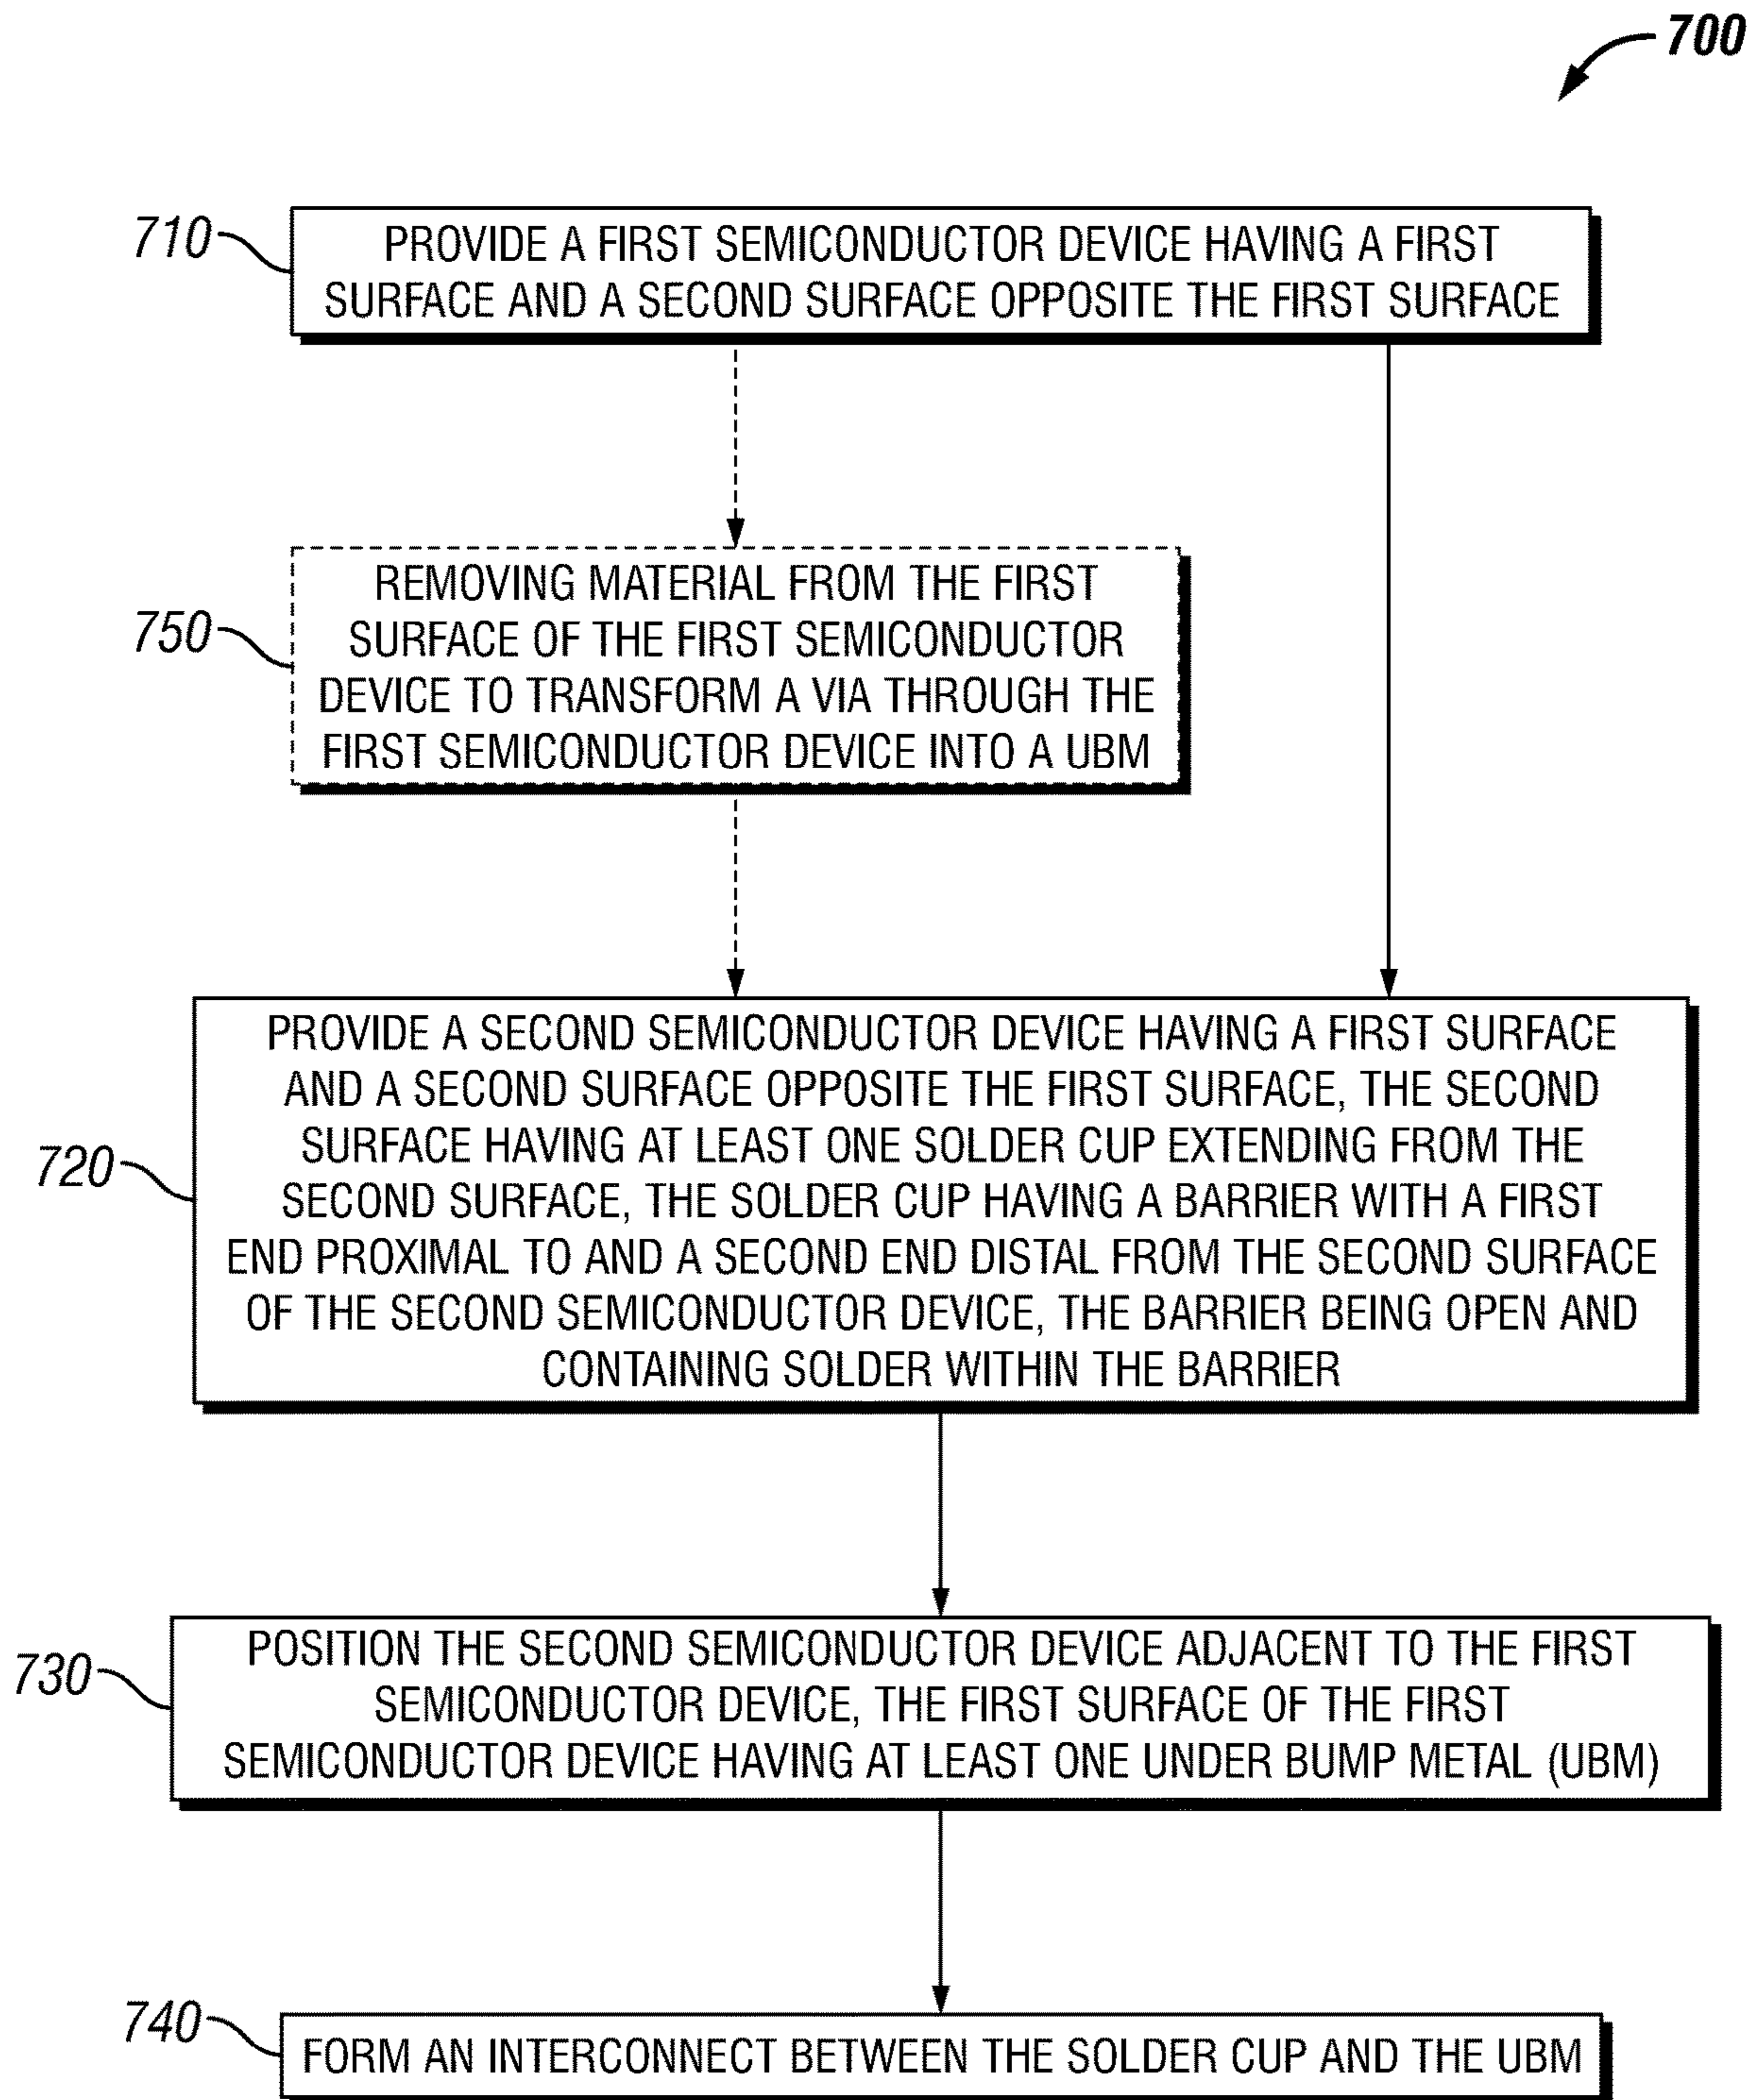 700
710
PROVIDE A FIRST SEMICONDUCTOR DEVICE HAVING A FIRST
SURFACE AND A SECOND SURFACE OPPOSITE THE FIRST SURFACE
750
REMOVING MATERIAL FROM THE FIRST
SURFACE OF THE FIRST SEMICONDUCTOR
DEVICE TO TRANSFORM A VIA THROUGH THE
FIRST SEMICONDUCTOR DEVICE INTO A UBM
720
PROVIDE A SECOND SEMICONDUCTOR DEVICE HAVING A FIRST SURFACE
AND A SECOND SURFACE OPPOSITE THE FIRST SURFACE, THE SECOND
SURFACE HAVING AT LEAST ONE SOLDER CUP EXTENDING FROM THE
SECOND SURFACE, THE SOLDER CUP HAVING A BARRIER WITH A FIRST
END PROXIMAL TO AND A SECOND END DISTAL FROM THE SECOND SURFACE
OF THE SECOND SEMICONDUCTOR DEVICE, THE BARRIER BEING OPEN AND
CONTAINING SOLDER WITHIN THE BARRIER
730
POSITION THE SECOND SEMICONDUCTOR DEVICE ADJACENT TO THE FIRST
SEMICONDUCTOR DEVICE, THE FIRST SURFACE OF THE FIRST
SEMICONDUCTOR DEVICE HAVING AT LEAST ONE UNDER BUMP METAL (UBM)
740
FORM AN INTERCONNECT BETWEEN THE SOLDER CUP AND THE UBM